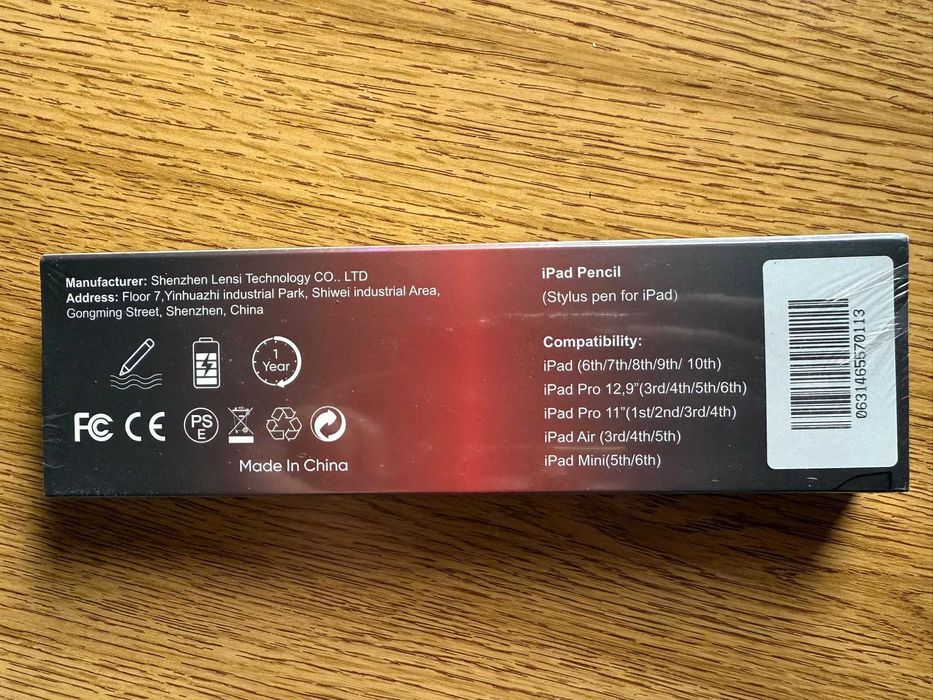 Manufacturer: Shenzhen Lensi Technology CO.. LTD
Address: Floor 7,Yinhuazhi industrial Park, Shiwei industrial Area,
Gongming Street, Shenzhen, China
1
Year
FC CE PS
E
Made In China
iPad Pencil
(Stylus pen for iPad)
Compatibility:
iPad (6th/7th/8th/9th/ 10th)
iPad Pro 12,9”(3rd/4th/5th/6th)
iPad Pro 11”(1st/2nd/3rd/4th)
iPad Air (3rd/4th/5th)
iPad Mini(5th/6th)
0631465570113